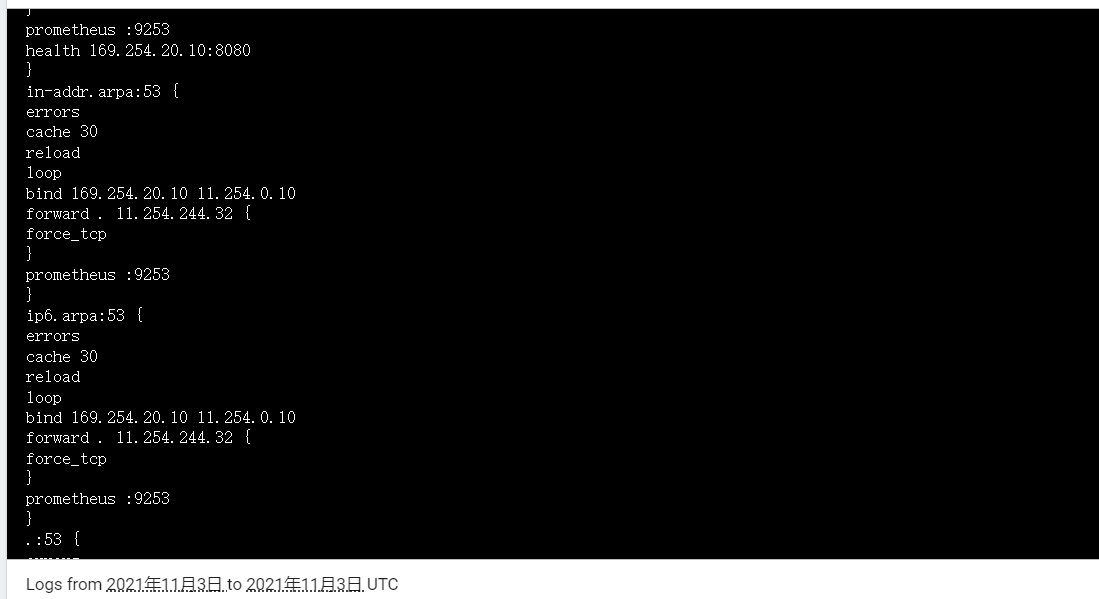 }
prometheus :9253
health 169.254.20.10:8080
}
in-addr.arpa:53 {
errors
cache 30
reload
loop
bind 169.254.20.10 11.254.0.10
forward . 11.254.244.32 {
force_tcp
}
prometheus :9253
}
ip6.arpa:53 {
errors
cache 30
reload
loop
bind 169.254.20.10 11.254.0.10
forward . 11.254.244.32 {
force_tcp
}
prometheus :9253
}
.:53 {
Logs from 2021年11月3日 to 2021年11月3日 UTC